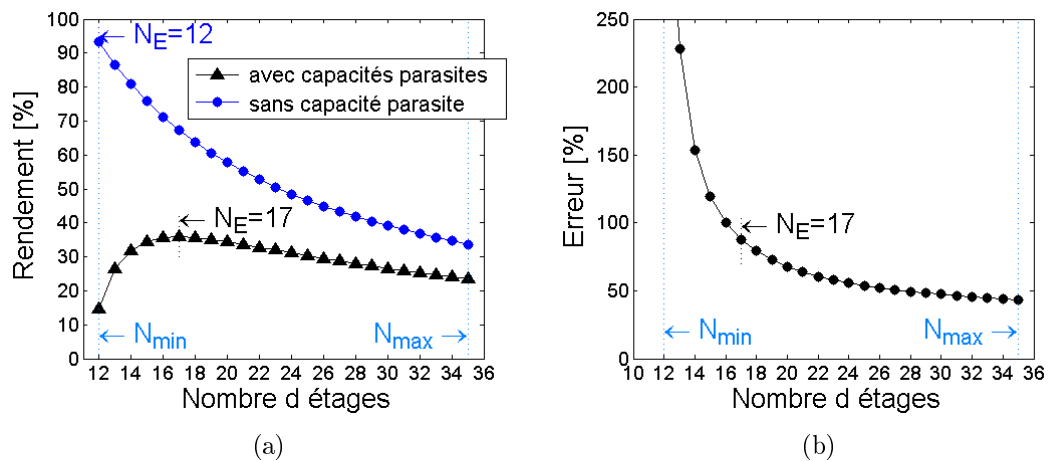 100
90
80
70
60
50
40
30
20
10
0
Rendement [%]
N_E=12
avec capacités parasites
sans capacité parasite
N_E=17
N_min
N_max
12 14 16 18 20 22 24 26 28 30 32 34 36
Nombre d étages
(a)
250
200
150
100
50
0
Erreur [%]
N_E=17
N_min
N_max
10 12 14 16 18 20 22 24 26 28 30 32 34 36
Nombre d étages
(b)